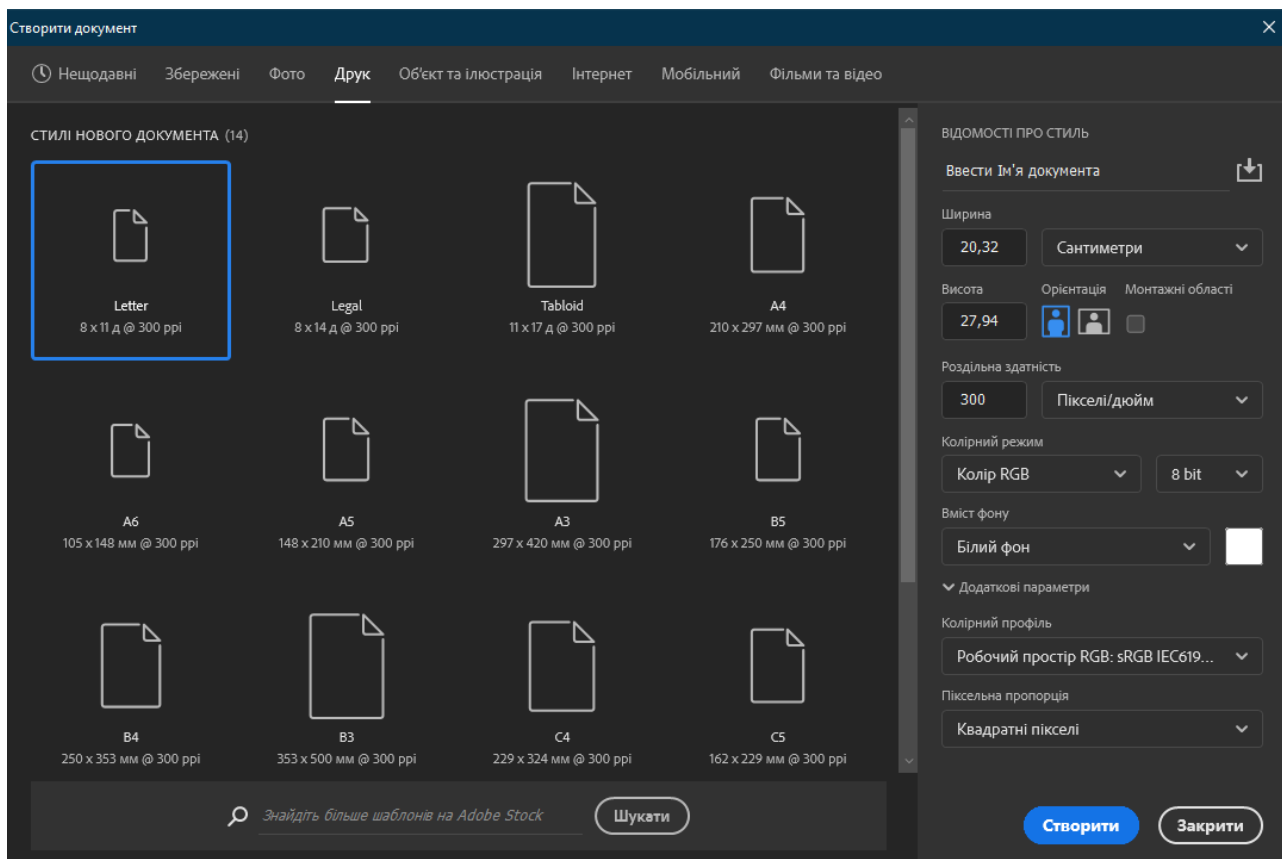 Створити документ
Нещодавні Збережені Фото Друк Об'єкт та ілюстрація Інтернет Мобільний Фільми та відео
СТИЛІ НОВОГО ДОКУМЕНТА (14)
Letter
8 x 11 д @ 300 ppi
Legal
8 x 14 д @ 300 ppi
Tabloid
11 x 17 д @ 300 ppi
A4
210 x 297 мм @ 300 ppi
A6
105 x 148 мм @ 300 ppi
A5
148 x 210 мм @ 300 ppi
A3
297 x 420 мм @ 300 ppi
B5
176 x 250 мм @ 300 ppi
B4
250 x 353 мм @ 300 ppi
B3
353 x 500 мм @ 300 ppi
C4
229 x 324 мм @ 300 ppi
C5
162 x 229 мм @ 300 ppi
Знайдіть більше шаблонів на Adobe Stock
Шукати
ВІДОМОСТІ ПРО СТИЛЬ
Ввести Ім'я документа
Ширина
20,32 Сантиметри
Висота Орієнтація Монтажні області
27,94
Роздільна здатність
300 Пікселі/дюйм
Колірний режим
Колір RGB 8 bit
Вміст фону
Білий фон
Додаткові параметри
Колірний профіль
Робочий простір RGB: sRGB IEC619...
Піксельна пропорція
Квадратні пікселі
Створити Закрити